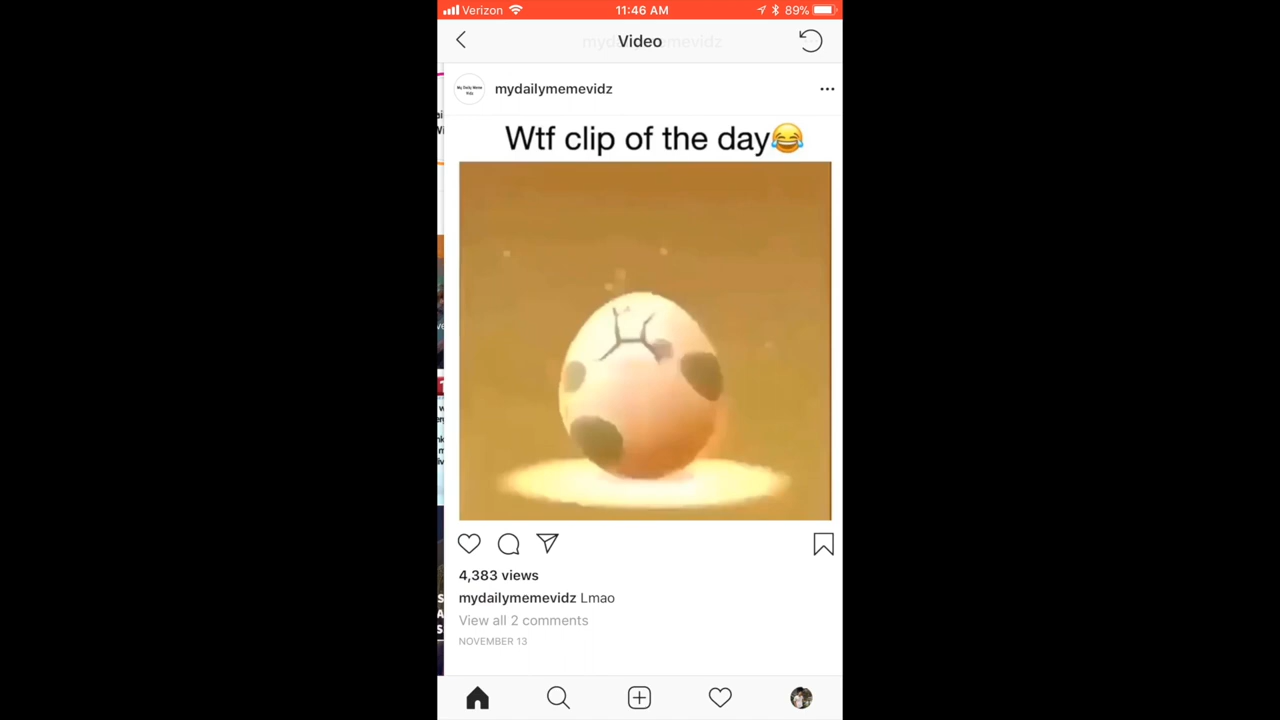 Verizon 11:46 AM 89%
Video
mydailymemevidz
Wtf clip of the day😂
4,383 views
mydailymemevidz Lmao
View all 2 comments
NOVEMBER 13